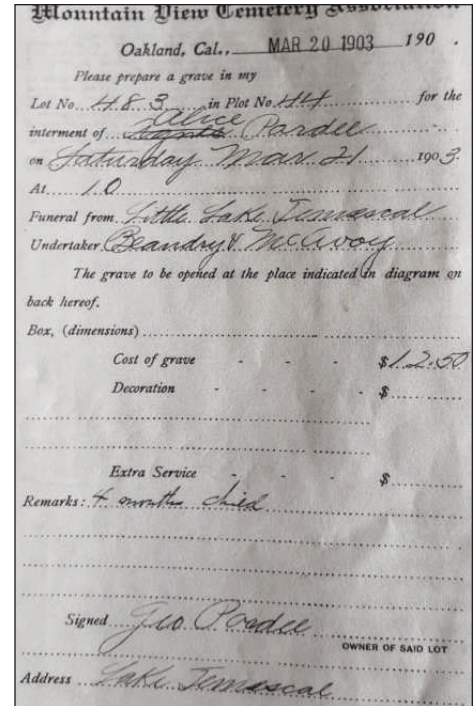 Mountain View Cemetery Association
Oakland, Cal., MAR 20 1903 190 .
Please prepare a grave in my
Lot No. 483 in Plot No. 44 for the
Alice
interment of Pardee
on Saturday Mar 21 1903.
At 10
Funeral from Little Lake Temescal
Undertaker Beaudry & McAvoy
The grave to be opened at the place indicated in diagram on
back hereof.
Box, (dimensions)
Cost of grave - - - $12.50
Decoration - - - - $
Extra Service - - - $
Remarks: 4 months child
Signed Geo Pardee
OWNER OF SAID LOT
Address Lake Temescal